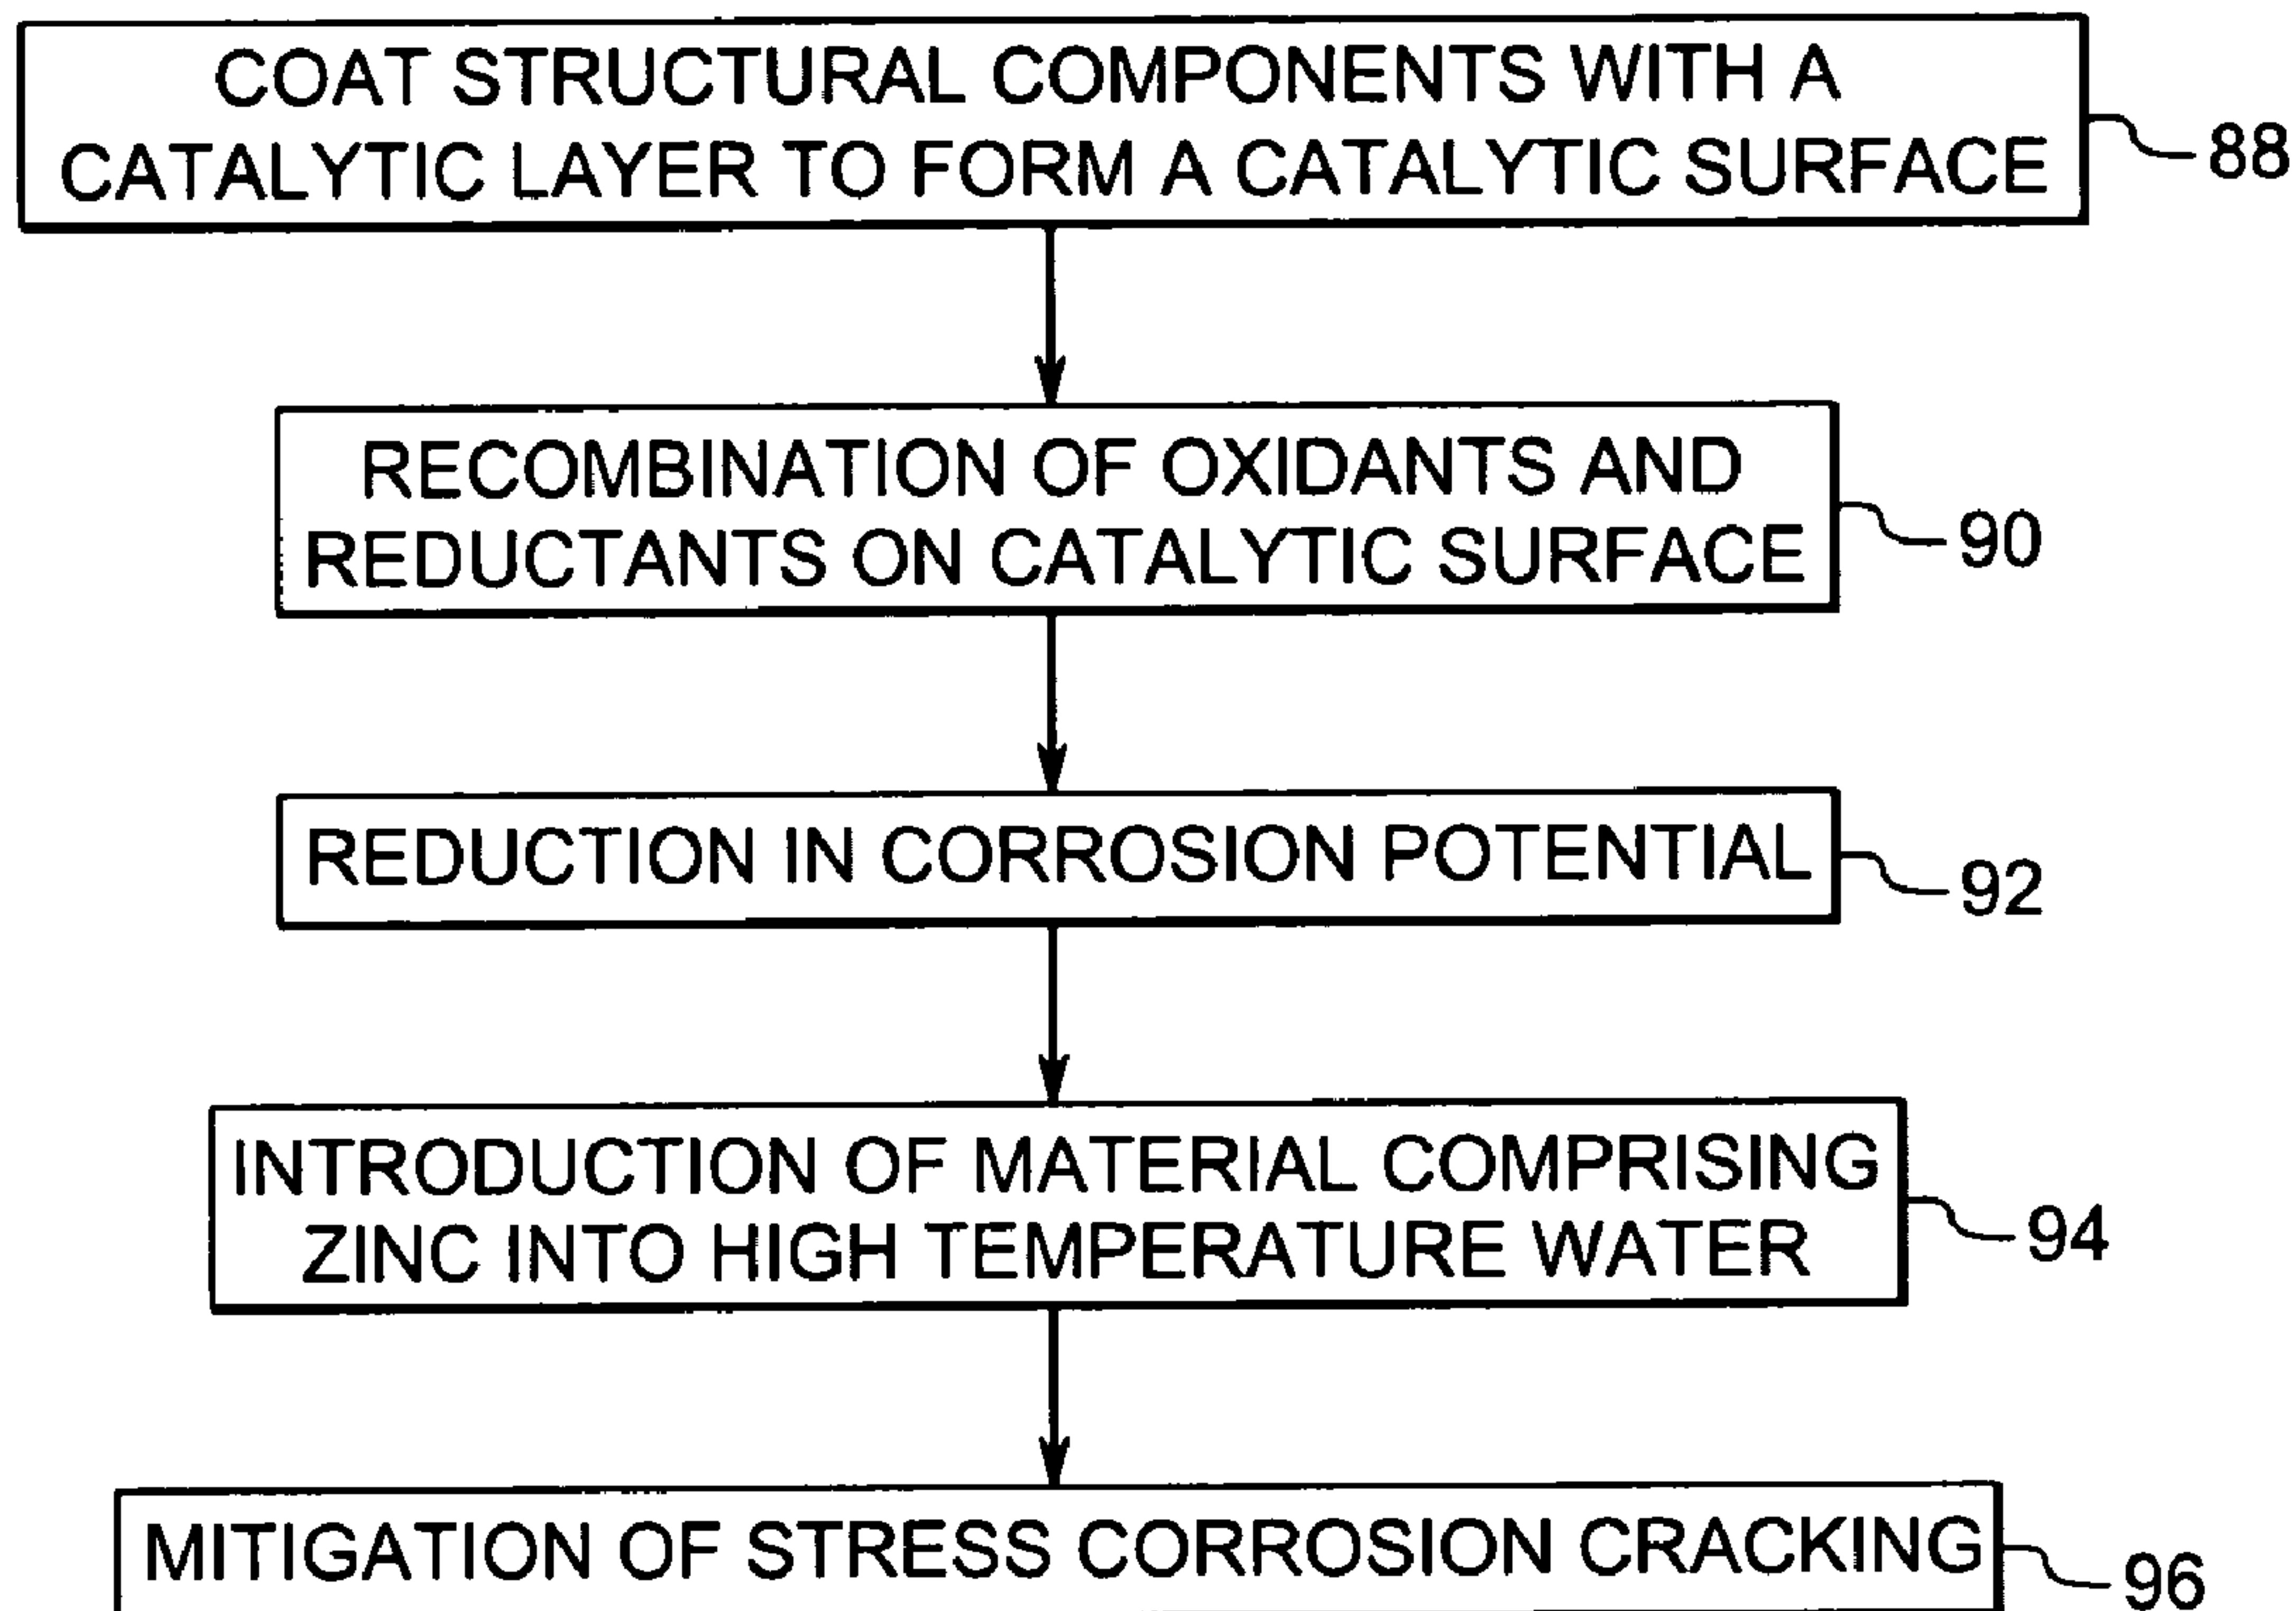 COAT STRUCTURAL COMPONENTS WITH A
CATALYTIC LAYER TO FORM A CATALYTIC SURFACE
88
RECOMBINATION OF OXIDANTS AND
REDUCTANTS ON CATALYTIC SURFACE
90
REDUCTION IN CORROSION POTENTIAL
92
INTRODUCTION OF MATERIAL COMPRISING
ZINC INTO HIGH TEMPERATURE WATER
94
MITIGATION OF STRESS CORROSION CRACKING
96